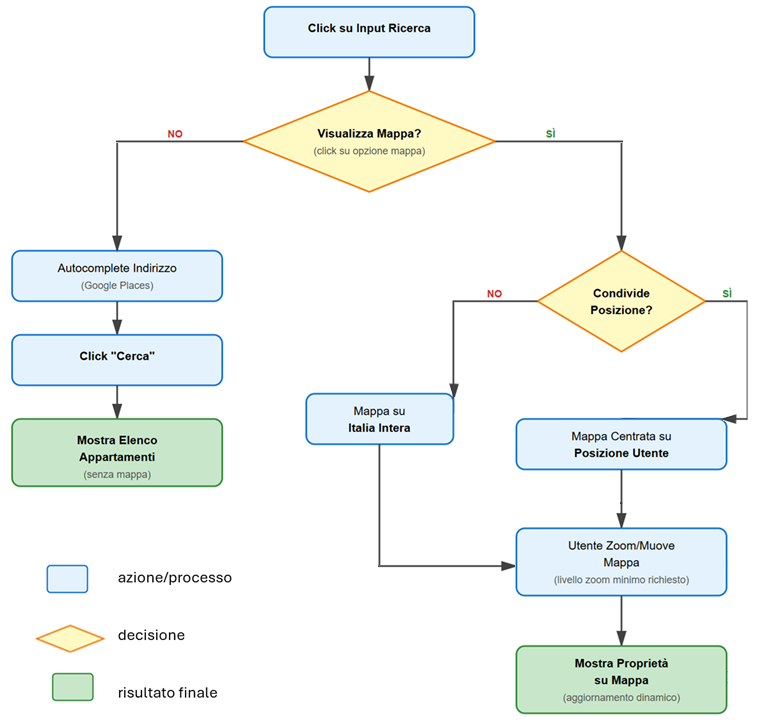 Click su Input Ricerca
Visualizza Mappa?
(click su opzione mappa)
NO
SÌ
Autocomplete Indirizzo
(Google Places)
Click "Cerca"
Mostra Elenco
Appartamenti
(senza mappa)
Condivide
Posizione?
NO
SÌ
Mappa su
Italia Intera
Mappa Centrata su
Posizione Utente
Utente Zoom/Muove
Mappa
(livello zoom minimo richiesto)
Mostra Proprietà
su Mappa
(aggiornamento dinamico)
azione/processo
decisione
risultato finale